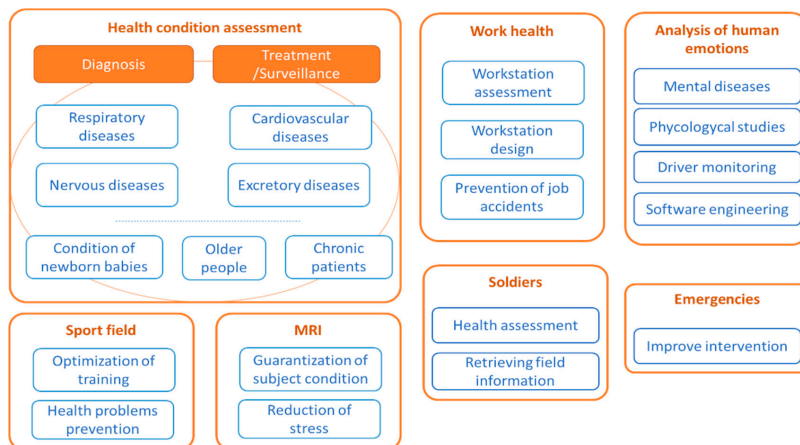 Health condition assessment
Diagnosis
Treatment
/Surveillance
Respiratory
diseases
Cardiovascular
diseases
Nervous diseases
Excretory diseases
Condition of
newborn babies
Older
people
Chronic
patients
Work health
Workstation
assessment
Workstation
design
Prevention of job
accidents
Analysis of human
emotions
Mental diseases
Phycologycal studies
Driver monitoring
Software engineering
Sport field
Optimization of
training
Health problems
prevention
MRI
Guarantization of
subject condition
Reduction of
stress
Soldiers
Health assessment
Retrieving field
information
Emergencies
Improve intervention